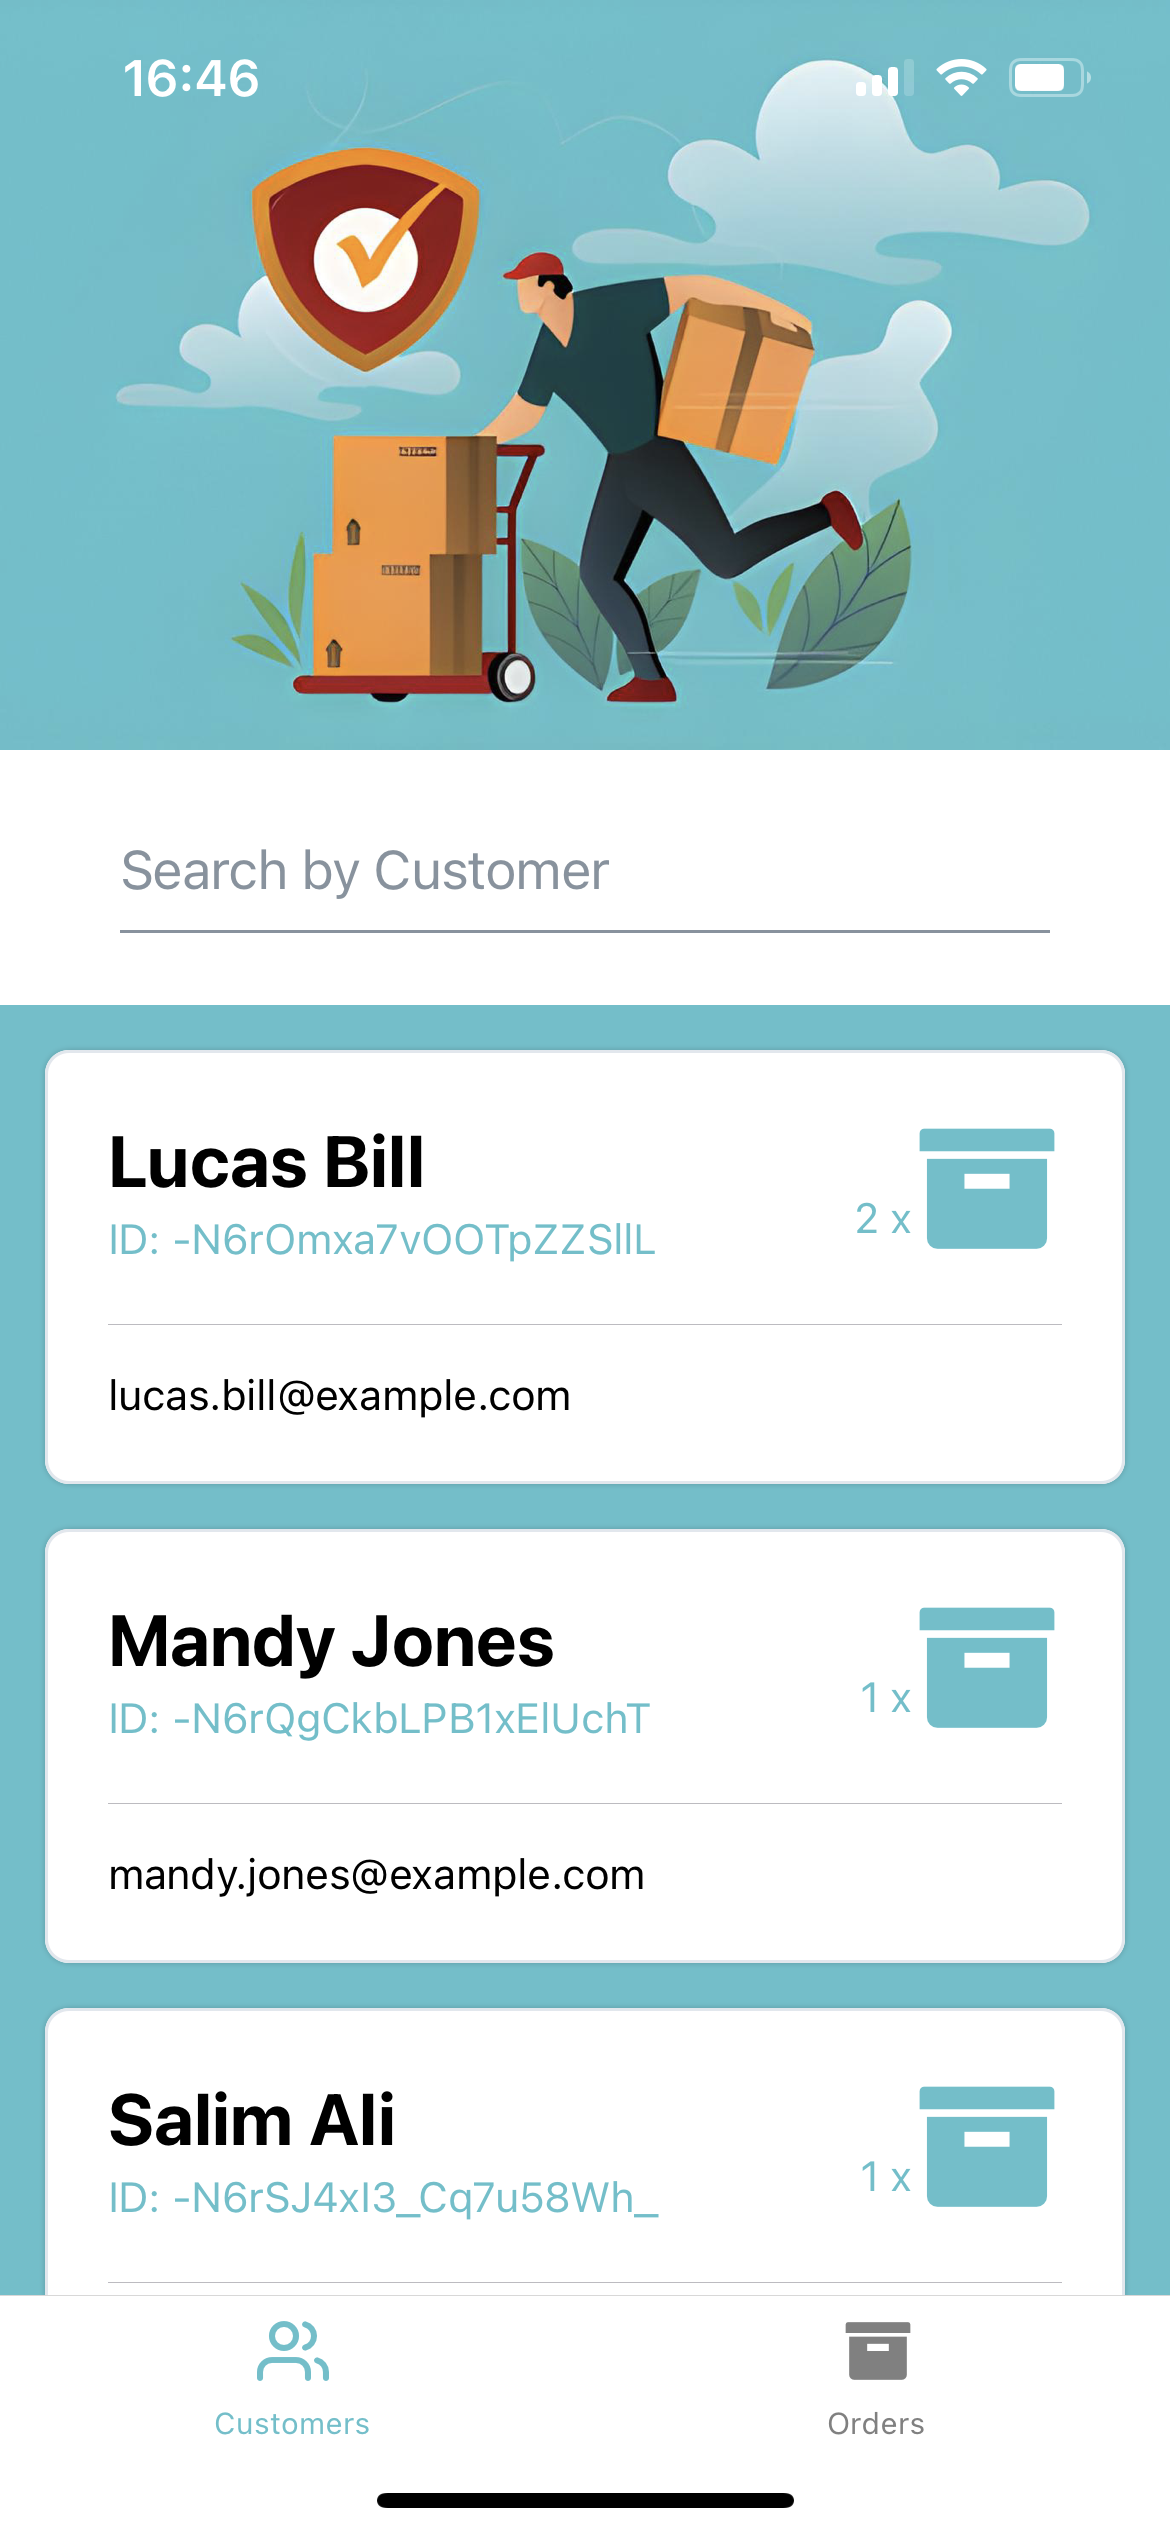 16:46
Search by Customer
Lucas Bill
ID: -N6rOmxa7vOOTpZZSllL
2 x
lucas.bill@example.com
Mandy Jones
ID: -N6rQgCkbLPB1xElUchT
1 x
mandy.jones@example.com
Salim Ali
ID: -N6rSJ4xI3_Cq7u58Wh_
1 x
Customers
Orders